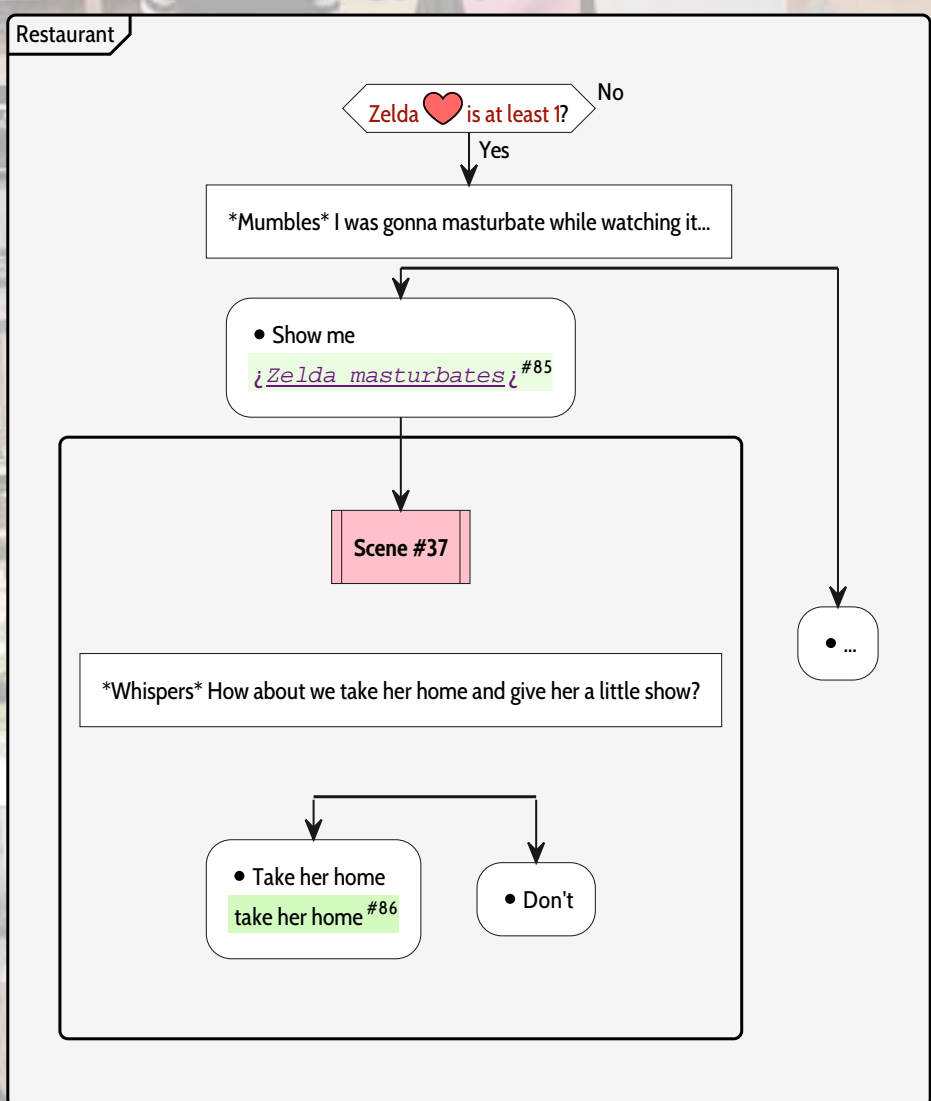 Restaurant
Zelda is at least 1?
No
Yes
*Mumbles* I was gonna masturbate while watching it...
• Show me
¿Zelda masturbates¿ #85
Scene #37
• ...
*Whispers* How about we take her home and give her a little show?
• Take her home
take her home #86
• Don't